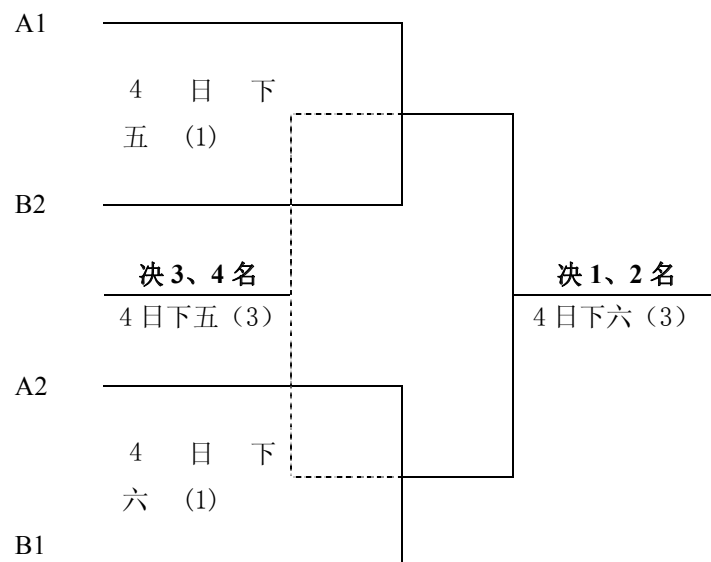 A1
4 日 下
五 (1)
B2
决 3、4 名
4 日下五（3）
决 1、2 名
4 日下六（3）
A2
4 日 下
六 (1)
B1